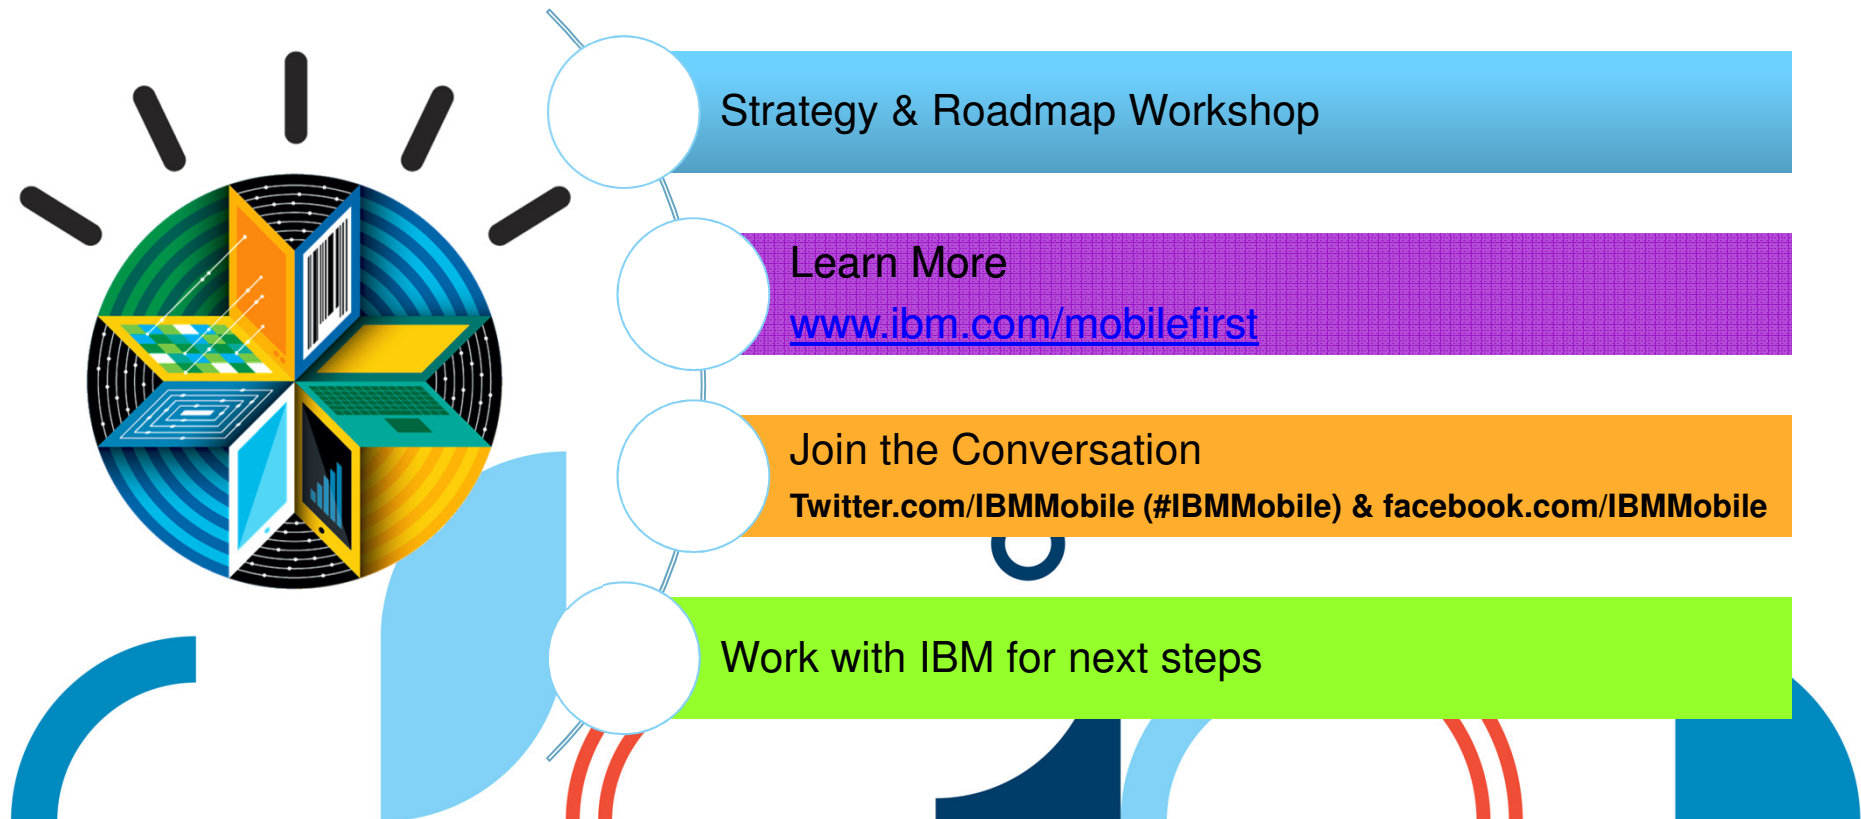 Strategy & Roadmap Workshop
Learn More
www.ibm.com/mobilefirst
Join the Conversation
Twitter.com/IBMMobile (#IBMMobile) & facebook.com/IBMMobile
Work with IBM for next steps